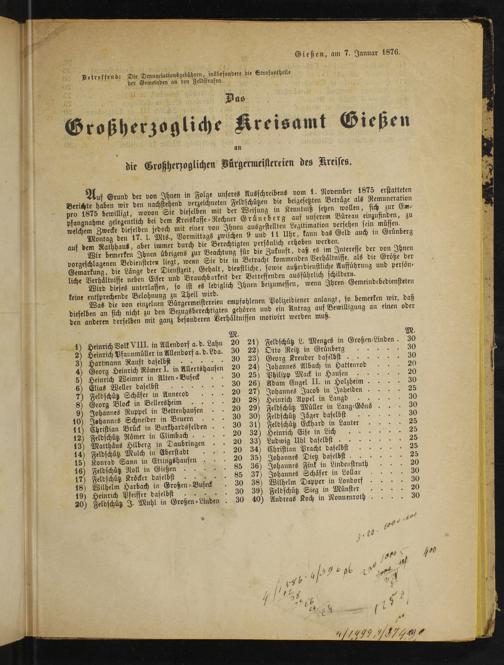 Gießen, am 7. Januar 1876.
Betreffend: Die Denunciationsgebühren, insbesondere die Strafantheile
der Gemeinden an den Feldstrafen.
Das
Großherzogliche Kreisamt Gießen
an
die Großherzoglichen Bürgermeistereien des Kreises.
Auf Grund der von Ihnen in Folge unseres Ausschreibens vom 1. November 1875 erstatteten
Berichte haben wir den nachstehend verzeichneten Feldschützen die beigesetzten Beträge als Remuneration
pro 1875 bewilligt, wovon Sie dieselben mit der Weisung in Kenntniß setzen wollen, sich zur Em-
pfangnahme gelegentlich bei dem Kreiskasse-Rechner Grüneberg auf unserem Büreau einzufinden, zu
welchem Zweck dieselben jedoch mit einer von Ihnen ausgestellten Legitimation versehen sein müssen.
Montag den 17. l. Mts., Vormittags zwischen 9 und 11 Uhr, kann das Geld auch in Grünberg
auf dem Rathhaus, aber immer durch die Berechtigten persönlich erhoben werden.
Wir bemerken Ihnen übrigens zur Beachtung für die Zukunft, daß es im Interesse der von Ihnen
vorgeschlagenen Bediensteten liegt, wenn Sie die in Betracht kommenden Verhältnisse, als die Größe der
Gemarkung, die Länge der Dienstzeit, Gehalt, dienstliche, sowie außerdienstliche Aufführung und persön-
liche Verhältnisse neben Eifer und Brauchbarkeit der Betreffenden ausführlich schildern.
Wird dieses unterlassen, so ist es lediglich Ihnen beizumessen, wenn Ihren Gemeindebediensteten
keine entsprechende Belohnung zu Theil wird.
Was die von einzelnen Bürgermeistereien empfohlenen Polizeidiener anlangt, so bemerken wir, daß
dieselben an sich nicht zu den Bezugsberechtigten gehören und ein Antrag auf Bewilligung an einen oder
den anderen derselben mit ganz besonderen Verhältnissen motivirt werden muß.
M.
1) Heinrich Volk VIII. in Allendorf a. d. Lahn 20
2) Heinrich Pfannmüller in Allendorf a. d. Lda. 30
3) Hartmann Rauft daselbst 30
4) Georg Heinrich Römer I. in Allertshausen 30
5) Heinrich Weimer in Alten-Buseck 30
6) Elias Weller daselbst 30
7) Feldschütz Schäfer in Annerod 20
8) Georg Block in Bellersheim 20
9) Johannes Ruppel in Bettenhausen 20
10) Johannes Schneider in Beuern 30
11) Christian Brück in Burkhardsfelden 30
12) Feldschütz Römer in Climbach 20
13) Matthäus Hilberg in Daubringen 20
14) Feldschütz Malch in Eberstadt 20
15) Konrad Sann in Ettingshausen 20
16) Feldschütz Noll in Gießen 85
17) Feldschütz Kröcker daselbst 85
18) Wilhelm Harbach in Großen-Buseck 30
19) Heinrich Pfeiffer daselbst 30
20) Feldschütz J. Muhl in Großen-Linden 30
M.
21) Feldschütz L. Menges in Großen-Linden 30
22) Otto Reitz in Grünberg 30
23) Georg Kreuder daselbst 30
24) Johannes Albach in Hattenrod 20
25) Philipp Mack in Hausen 20
26) Adam Engel II. in Holzheim 30
27) Johannes Jacob in Inheiden 25
28) Heinrich Appel in Langd 30
29) Feldschütz Müller in Lang-Göns 30
30) Feldschütz Jäger daselbst 30
31) Feldschütz Eckhard in Lauter 25
32) Heinrich in Lich 30
33) Ludwig Uhl daselbst 30
34) Christian Pracht daselbst 25
35) Johannes Dietz daselbst 25
36) Johannes Fink in Lindenstruth 20
37) Johannes Schäfer in Lollar 25
38) Wilhelm Dapper in Londorf 30
39) Feldschütz Sieg in Münster 20
40) Andreas Koch in Nonnenroth 30